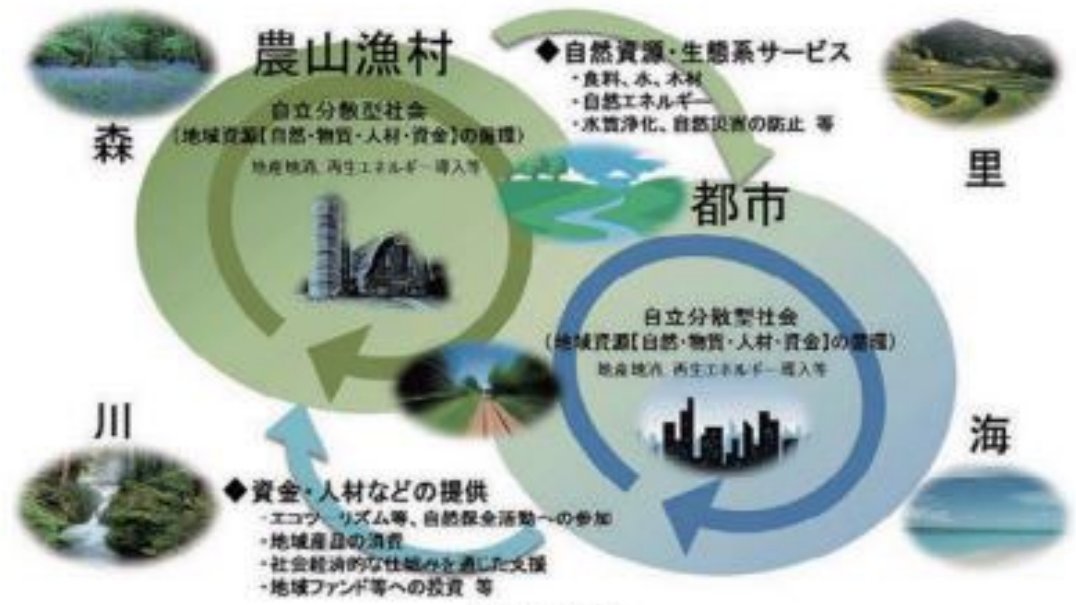 農山漁村
自立分散型社会
(地域資源【自然・物質・人材・資金】の循環)
地産地消、再生エネルギー導入等
◆自然資源・生態系サービス
・食料、水、木材
・自然エネルギー
・水質浄化、自然災害の防止 等
森
里
都市
自立分散型社会
(地域資源【自然・物質・人材・資金】の循環)
地産地消、再生エネルギー導入等
川
海
◆資金・人材などの提供
・エコツーリズム等、自然保全活動への参加
・地域産品の消費
・社会経済的な仕組みを通じた支援
・地域ファンド等への投資 等